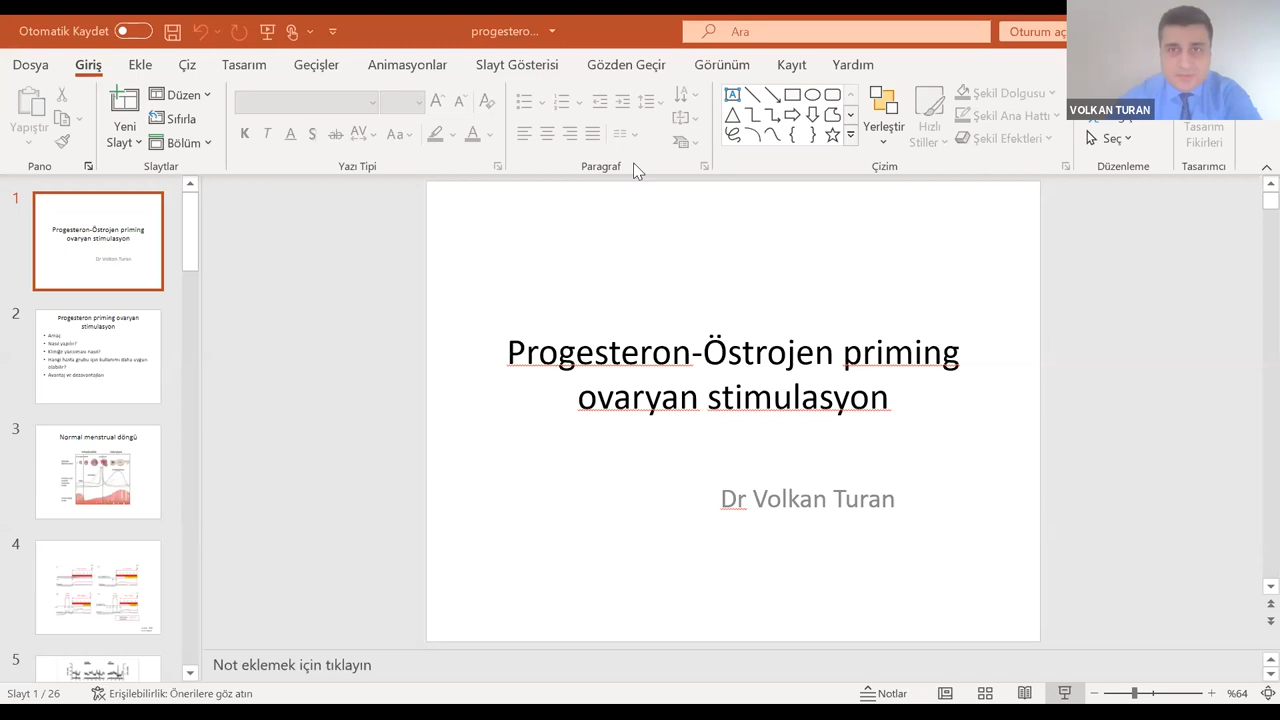 Otomatik Kaydet
progestero...
Ara
Oturum aç
VOLKAN TURAN
Dosya
Giriş
Ekle
Çiz
Tasarım
Geçişler
Animasyonlar
Slayt Gösterisi
Gözden Geçir
Görünüm
Kayıt
Yardım
Yapıştır
Yeni
Slayt
Düzen
Sıfırla
Bölüm
K T A S ab AV Aa A
Yerleştir
Hızlı
Stiller
Şekil Dolgusu
Şekil Ana Hattı
Şekil Efektleri
Seç
Tasarım
Fikirleri
Pano
Slaytlar
Yazı Tipi
Paragraf
Çizim
Düzenleme
Tasarımcı
1
Progesteron-Östrojen priming
ovaryan stimulasyon
Dr Volkan Turan
2
Progesteron priming ovaryan
stimulasyon
• Amaç
• Nasıl yapılır?
• Kliniğe yansıması nasıl?
• Hangi hasta grubu için kullanımı daha uygun
olabilir?
• Avantaj ve dezavantajları
3
Normal menstrual döngü
4
5
Progesteron-Östrojen priming
ovaryan stimulasyon
Dr Volkan Turan
Not eklemek için tıklayın
Slayt 1 / 26
Erişilebilirlik: Önerilere göz atın
Notlar
%64